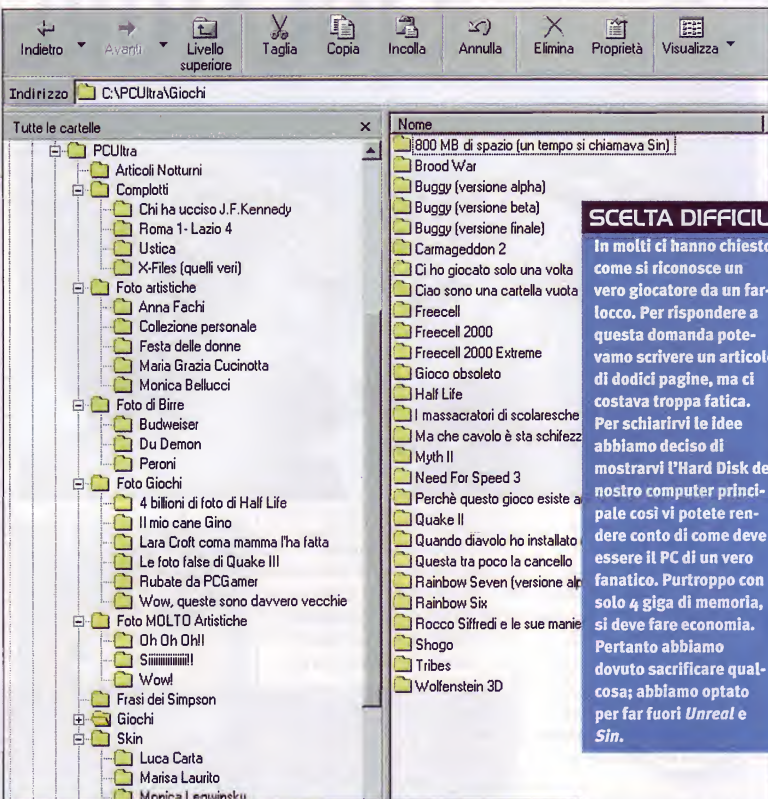 Indietro
Avanti
Livello superiore
Taglia
Copia
Incolla
Annulla
Elimina
Proprietà
Visualizza
Indirizzo C:\PCUltra\Giochi
Tutte le cartelle x
PCUltra
Articoli Notturni
Complotti
Chi ha ucciso J.F.Kennedy
Roma 1- Lazio 4
Ustica
X-Files (quelli veri)
Foto artistiche
Anna Fachi
Collezione personale
Festa delle donne
Maria Grazia Cucinotta
Monica Bellucci
Foto di Birre
Budweiser
Du Demon
Peroni
Foto Giochi
4 billioni di foto di Half Life
Il mio cane Gino
Lara Croft coma mamma l'ha fatta
Le foto false di Quake III
Rubate da PCGamer
Wow, queste sono davvero vecchie
Foto MOLTO Artistiche
Oh Oh Oh!!
Siiiiiiiiiiiiii!!
Wow!
Frasi dei Simpson
Giochi
Skin
Luca Carta
Marisa Laurito
Monica Lewuinsku
Nome
800 MB di spazio (un tempo si chiamava Sin)
Brood War
Buggy (versione alpha)
Buggy (versione beta)
Buggy (versione finale)
Carmageddon 2
Ci ho giocato solo una volta
Ciao sono una cartella vuota
Freecell
Freecell 2000
Freecell 2000 Extreme
Gioco obsoleto
Half Life
I massacratori di scolaresche
Ma che cavolo è sta schifezz
Myth II
Need For Speed 3
Perchè questo gioco esiste a
Quake II
Quando diavolo ho installato
Questa tra poco la cancello
Rainbow Seven (versione alp
Rainbow Six
Rocco Siffredi e le sue manie
Shogo
Tribes
Wolfenstein 3D
SCELTA DIFFICIL
In molti ci hanno chiesto
come si riconosce un
vero giocatore da un far-
locco. Per rispondere a
questa domanda pote-
vamo scrivere un articolo
di dodici pagine, ma ci
costava troppa fatica.
Per schiarirvi le idee
abbiamo deciso di
mostrarvi l'Hard Disk de
nostro computer princi-
pale così vi potete ren-
dere conto di come deve
essere il PC di un vero
fanatico. Purtroppo con
solo 4 giga di memoria,
si deve fare economia.
Pertanto abbiamo
dovuto sacrificare qual-
cosa; abbiamo optato
per far fuori Unreal e
Sin.